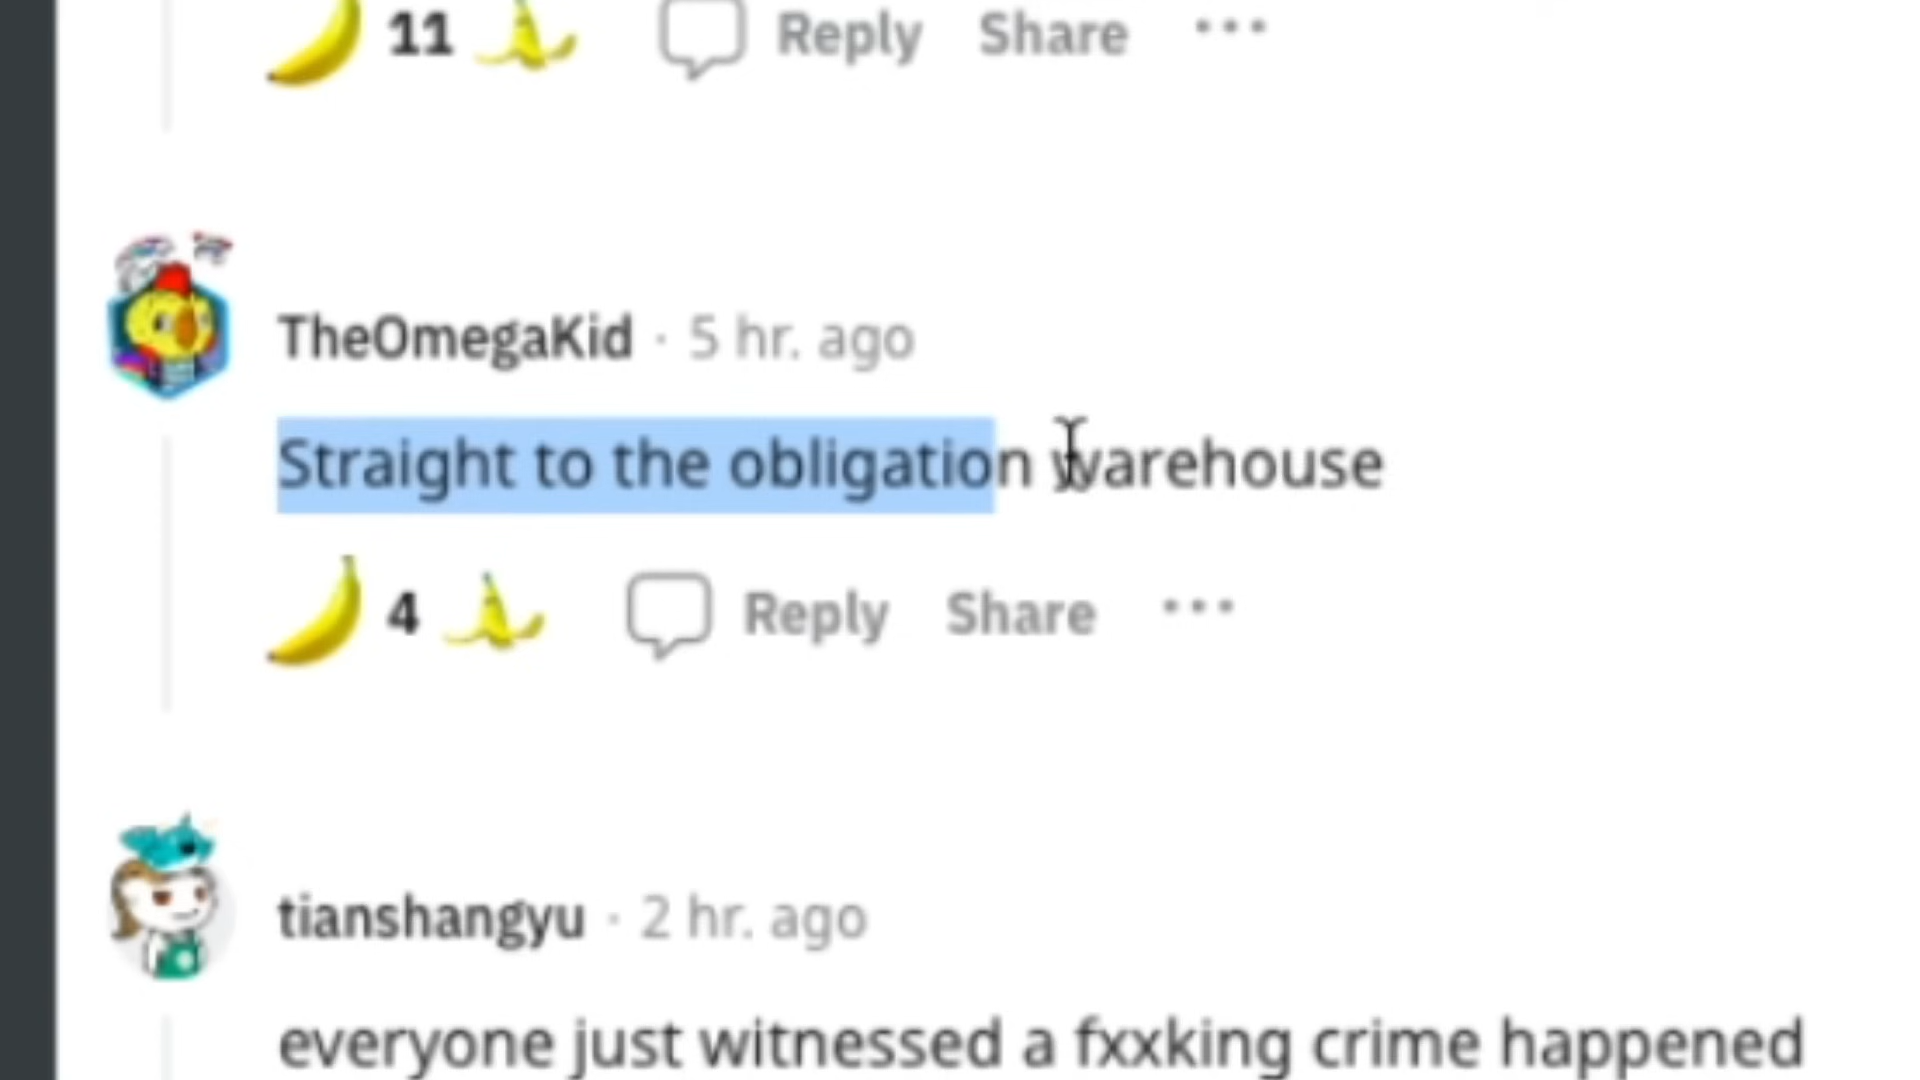 11 Reply Share ...
TheOmegaKid · 5 hr. ago
Straight to the obligation warehouse
4 Reply Share ...
tianshangyu · 2 hr. ago
everyone just witnessed a fxxking crime happened